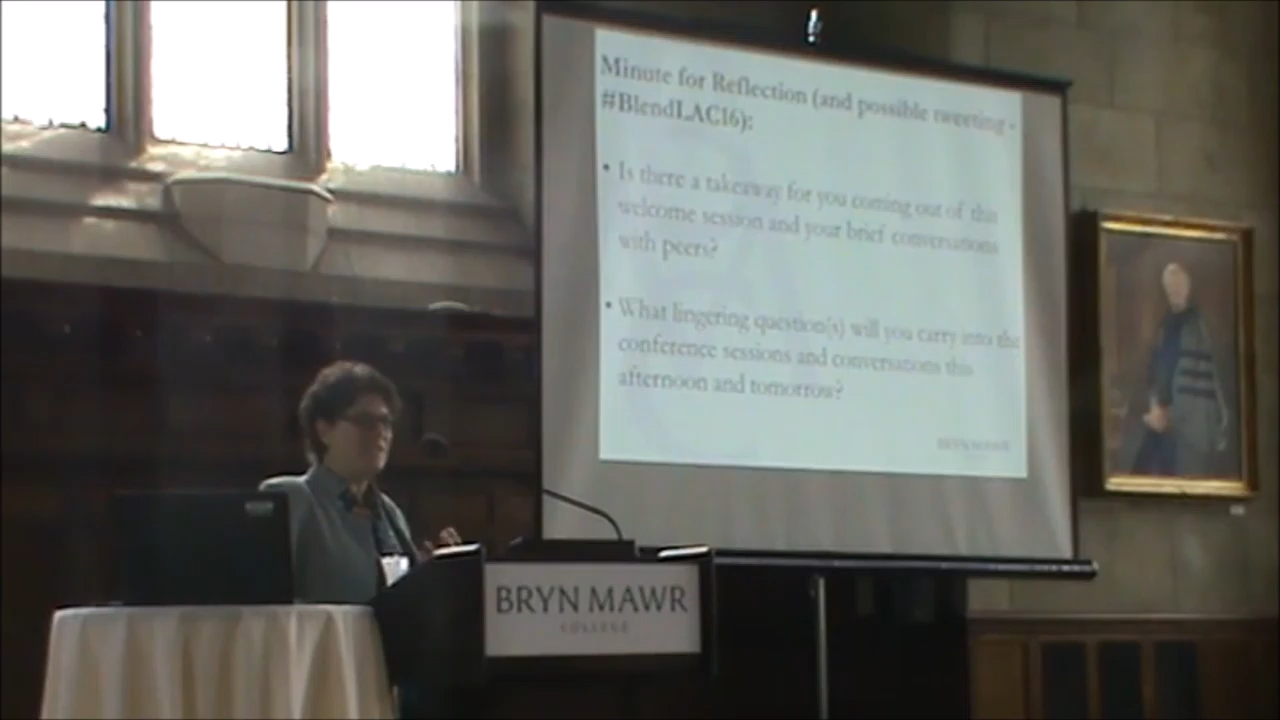 Minute for Reflection (and possible tweeting -
#BlendLAC16):
• Is there a takeaway for you coming out of this
welcome session and your brief conversations
with peers?
• What lingering question(s) will you carry into the
conference sessions and conversations this
afternoon and tomorrow?
BRYN MAWR
BRYN MAWR
COLLEGE